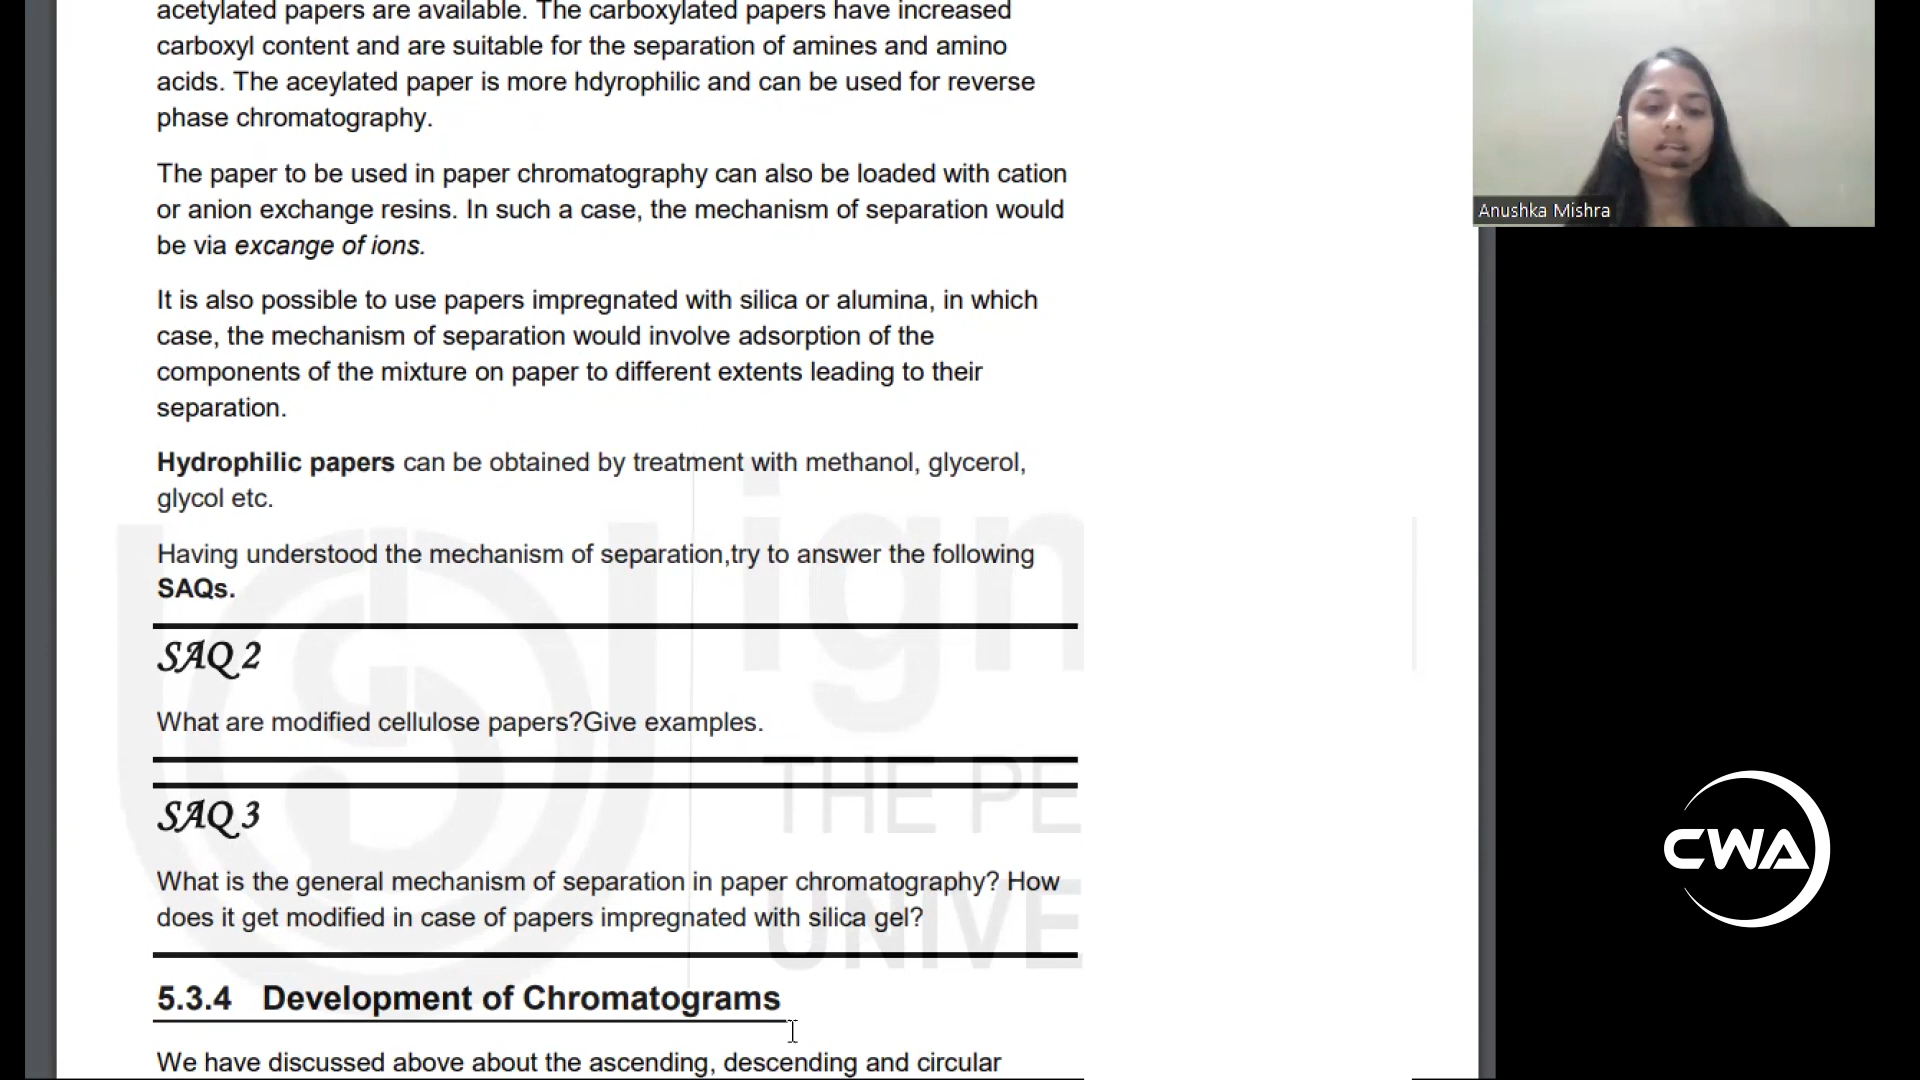 acetylated papers are available. The carboxylated papers have increased
carboxyl content and are suitable for the separation of amines and amino
acids. The aceylated paper is more hdyrophilic and can be used for reverse
phase chromatography.
The paper to be used in paper chromatography can also be loaded with cation
or anion exchange resins. In such a case, the mechanism of separation would
be via excange of ions.
It is also possible to use papers impregnated with silica or alumina, in which
case, the mechanism of separation would involve adsorption of the
components of the mixture on paper to different extents leading to their
separation.
Hydrophilic papers can be obtained by treatment with methanol, glycerol,
glycol etc.
Having understood the mechanism of separation,try to answer the following
SAQs.
SAQ 2
What are modified cellulose papers?Give examples.
SAQ 3
What is the general mechanism of separation in paper chromatography? How
does it get modified in case of papers impregnated with silica gel?
5.3.4 Development of Chromatograms
We have discussed above about the ascending, descending and circular
ign
THE PE
UNIVE
Anushka Mishra
CWA